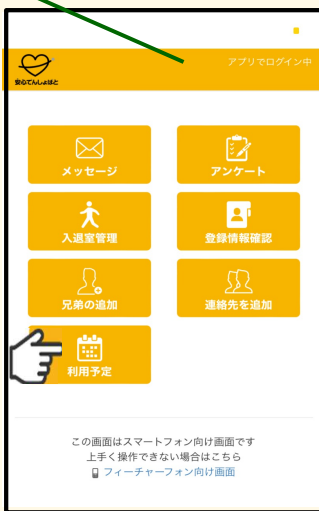 アプリでログイン中
安心でんしょばと
メッセージ
アンケート
入退室管理
登録情報確認
兄弟の追加
連絡先を追加
利用予定
この画面はスマートフォン向け画面です
上手く操作できない場合はこちら
フィーチャーフォン向け画面